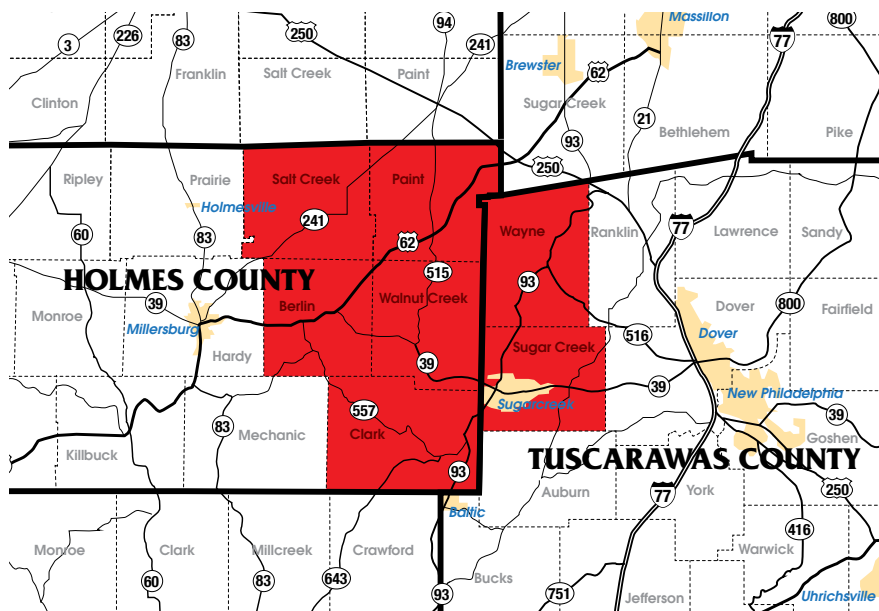 Massillon
94
800
226
3
83
250
241
77
Brewster
Franklin
Salt Creek
Paint
62
Clinton
Sugar Creek
21
Bethlehem
Pike
93
250
Ripley
Prairie
Salt Creek
Paint
Holmesville
241
Wayne
Ranklin
77
Lawrence
Sandy
60
83
62
515
93
HOLMES COUNTY
39
Berlin
Walnut Creek
Monroe
Millersburg
Dover
800
Fairfield
Dover
516
Hardy
Sugar Creek
39
39
New Philadelphia
Sugarcreek
557
39
83
Mechanic
Clark
Goshen
Killbuck
93
TUSCARAWAS COUNTY
Auburn
77
York
250
Baltic
416
Monroe
Clark
Millcreek
Crawford
Warwick
60
83
643
Bucks
93
751
Jefferson
Uhrichsville